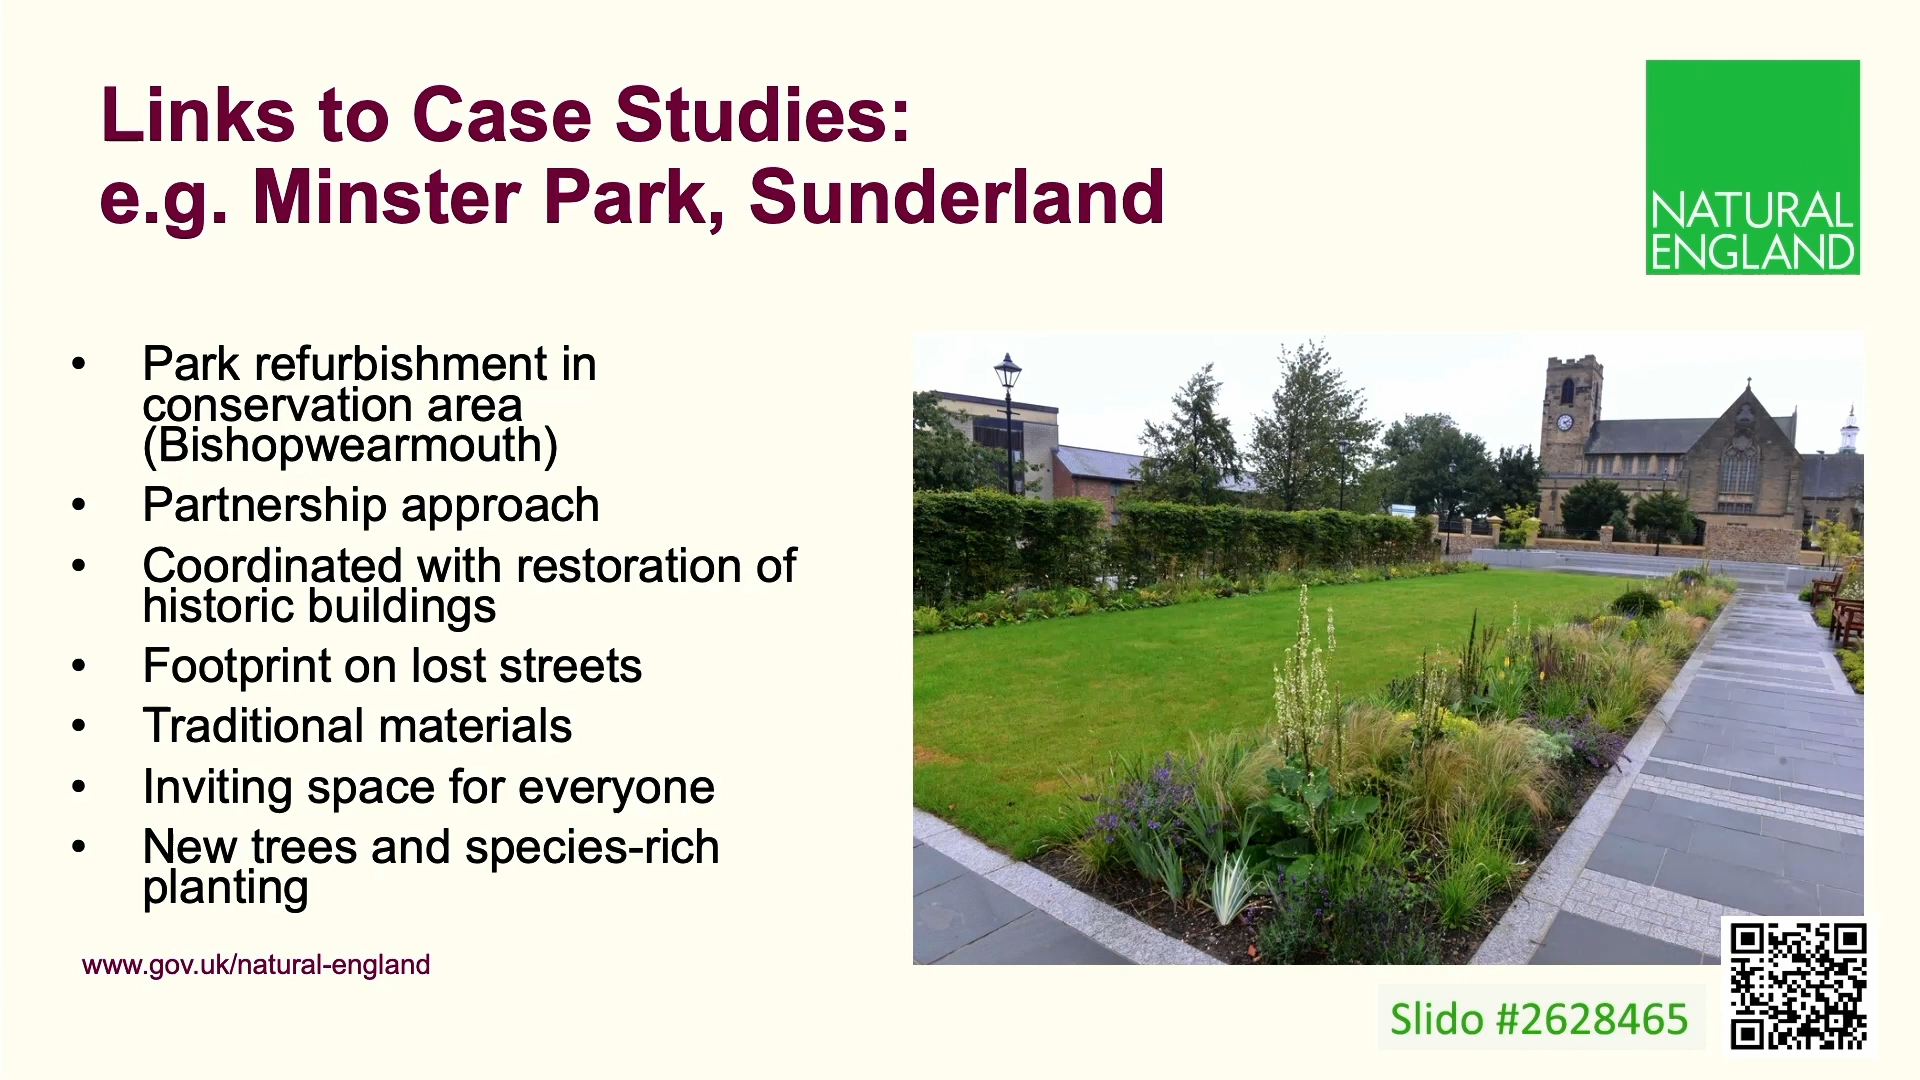 Links to Case Studies:
e.g. Minster Park, Sunderland
NATURAL
ENGLAND
• Park refurbishment in
conservation area
(Bishopwearmouth)
• Partnership approach
• Coordinated with restoration of
historic buildings
• Footprint on lost streets
• Traditional materials
• Inviting space for everyone
• New trees and species-rich
planting
www.gov.uk/natural-england
Slido #2628465